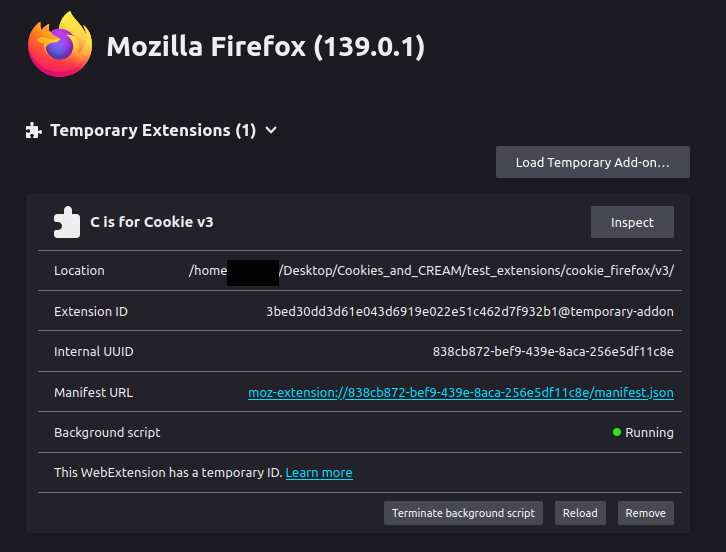 Mozilla Firefox (139.0.1)
Temporary Extensions (1)
Load Temporary Add-on…
C is for Cookie v3
Inspect
Location /home /Desktop/Cookies_and_CREAM/test_extensions/cookie_firefox/v3/
Extension ID 3bed30dd3d61e043d6919e022e51c462d7f932b1@temporary-addon
Internal UUID 838cb872-bef9-439e-8aca-256e5df11c8e
Manifest URL moz-extension://838cb872-bef9-439e-8aca-256e5df11c8e/manifest.json
Background script Running
This WebExtension has a temporary ID. Learn more
Terminate background script Reload Remove